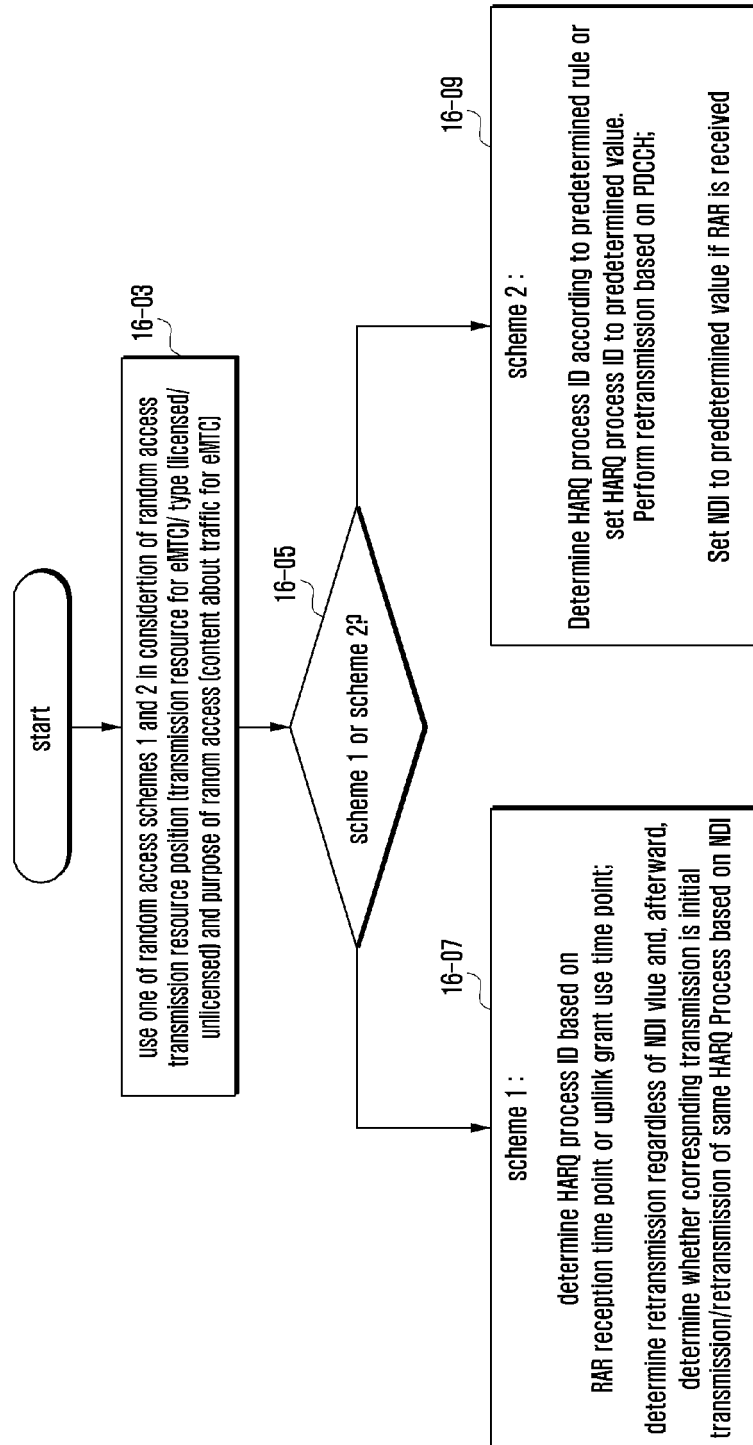 start
16-03
use one of random access schemes 1 and 2 in considertion of random access
transmission resource position (transmission resource for eMTC)/ type (licensed/
unlicensed) and purpose of ranom access (content about traffic for eMTC)
16-05
scheme 1 or scheme 2?
16-07
scheme 1 :
determine HARQ process ID based on
RAR reception time point or uplink grant use time point;
determine retransmission regardless of NDI vlue and, afterward,
determine whether correspnding transmission is initial
transmission/retransmission of same HARQ Process based on NDI
16-09
scheme 2 :
Determine HARQ process ID according to predetermined rule or
set HARQ process ID to predetermined value.
Perform retransmission based on PDCCH;
Set NDI to predetermined value if RAR is received